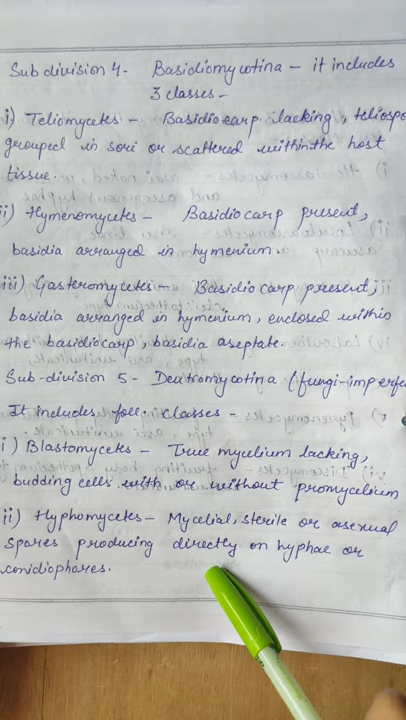 Sub division 4. Basidiomycotina - it includes
3 classes -
i) Teliomycetes - Basidiocarp lacking, teliospo
grouped in sori or scattered within the host
tissue.
ii) Hymenomycetes - Basidiocarp present,
basidia arranged in hymenium.
iii) Gasteromycetes - Basidiocarp present,
basidia arranged in hymenium, enclosed within
the basidiocarp, basidia aseptate.
Sub-division 5 - Deutromycotina (fungi-imperfe
It includes foll. classes -
i) Blastomycetes - True mycelium lacking,
budding cells with or without promycelium
ii) Hyphomycetes - Mycelial, sterile or asexual
spores producing directly on hyphae or
conidiophores.